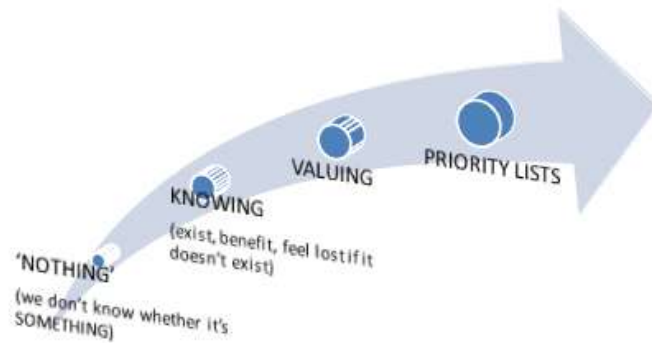 PRIORITY LISTS
VALUING
KNOWING
(exist, benefit, feel lost if it
doesn't exist)
'NOTHING'
(we don't know whether it's
SOMETHING)